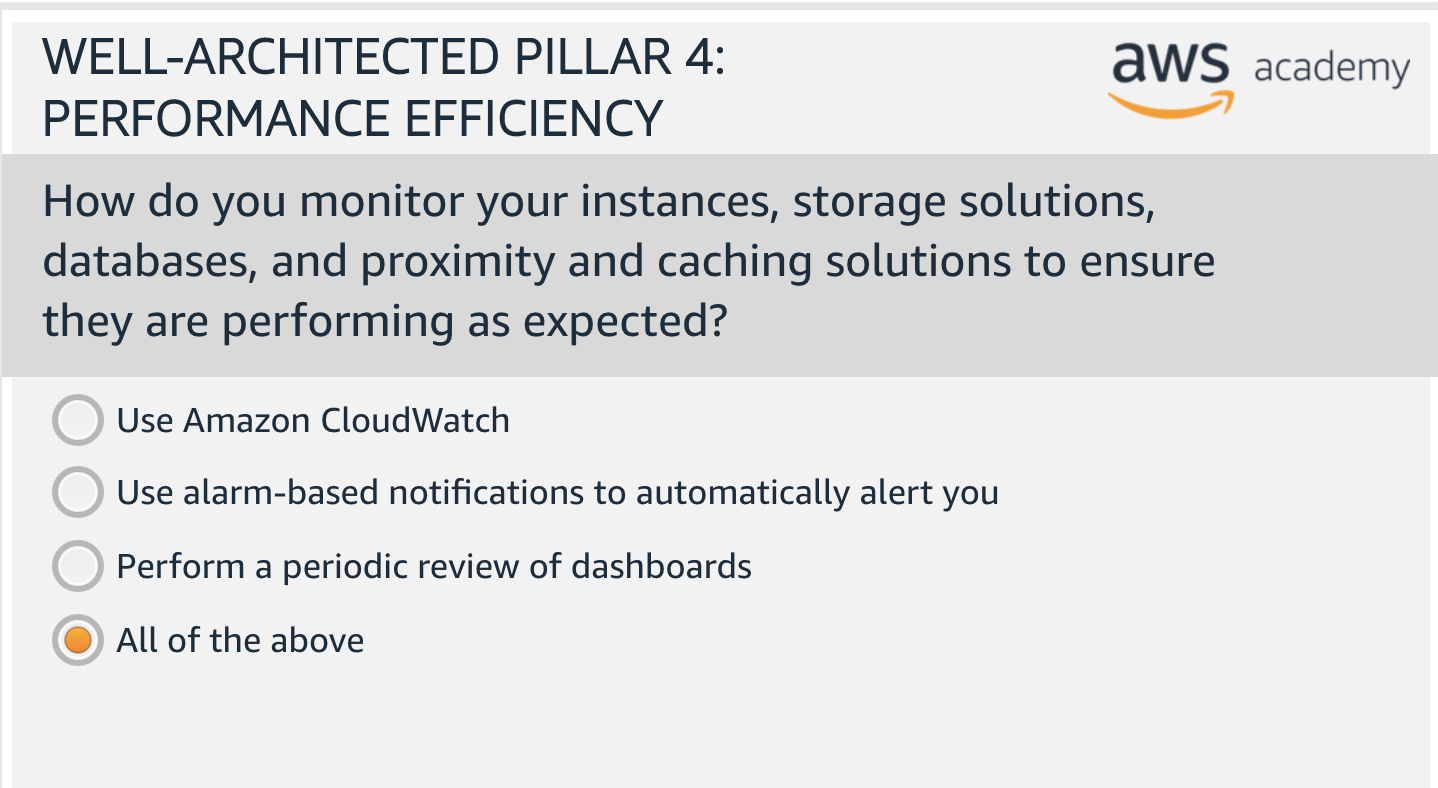 WELL-ARCHITECTED PILLAR 4:
PERFORMANCE EFFICIENCY
aws academy
How do you monitor your instances, storage solutions,
databases, and proximity and caching solutions to ensure
they are performing as expected?
Use Amazon CloudWatch
Use alarm-based notifications to automatically alert you
Perform a periodic review of dashboards
All of the above